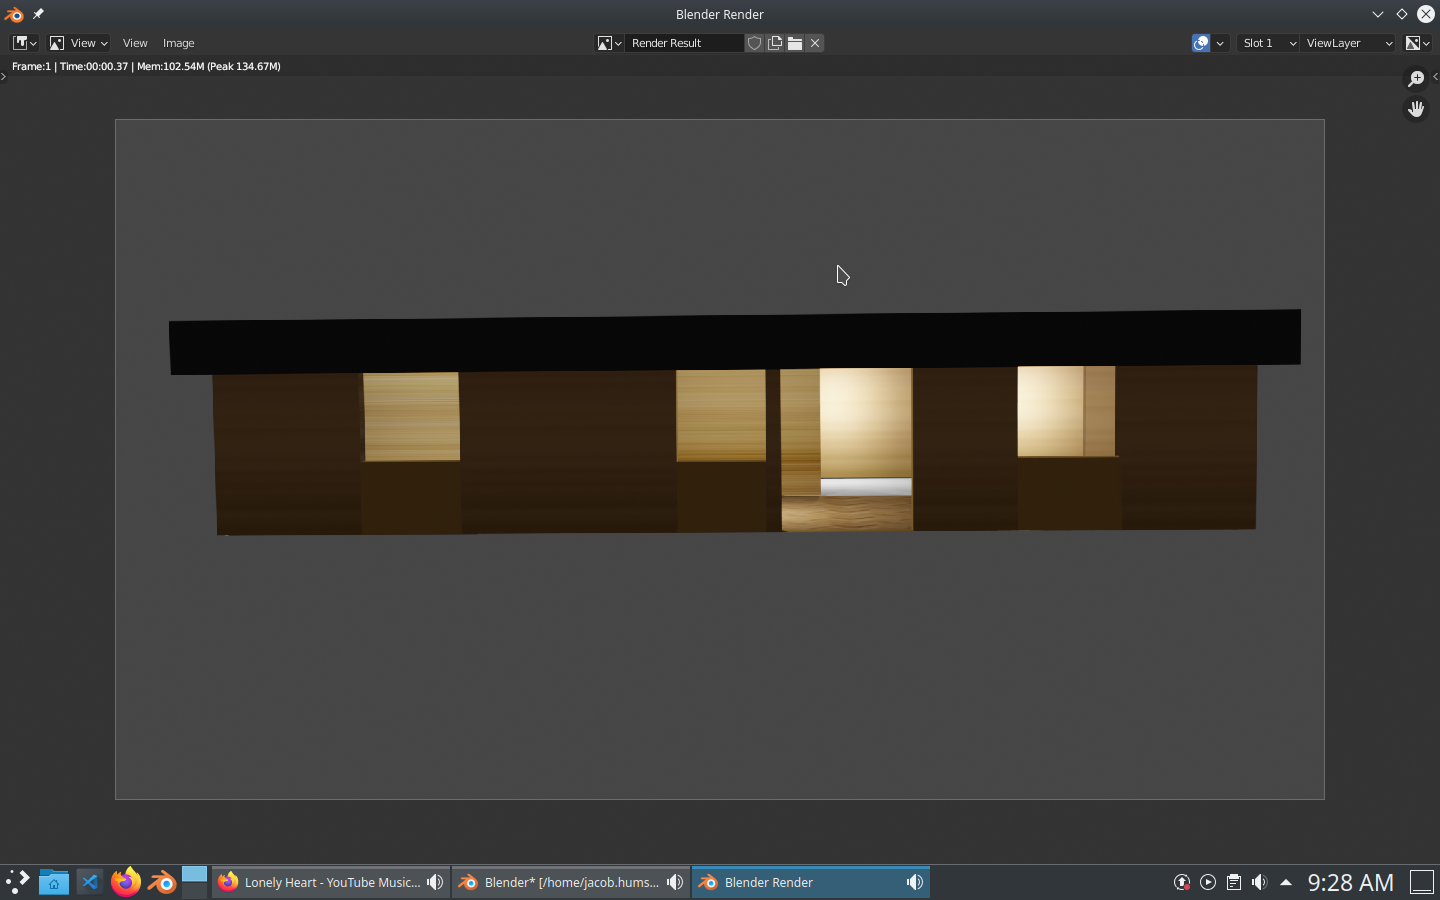 Blender Render
View
View
Image
Render Result
Slot 1
ViewLayer
Frame:1 | Time:00:00.37 | Mem:102.54M (Peak 134.67M)
Lonely Heart - YouTube Music...
Blender* [/home/jacob.hums...
Blender Render
9:28 AM